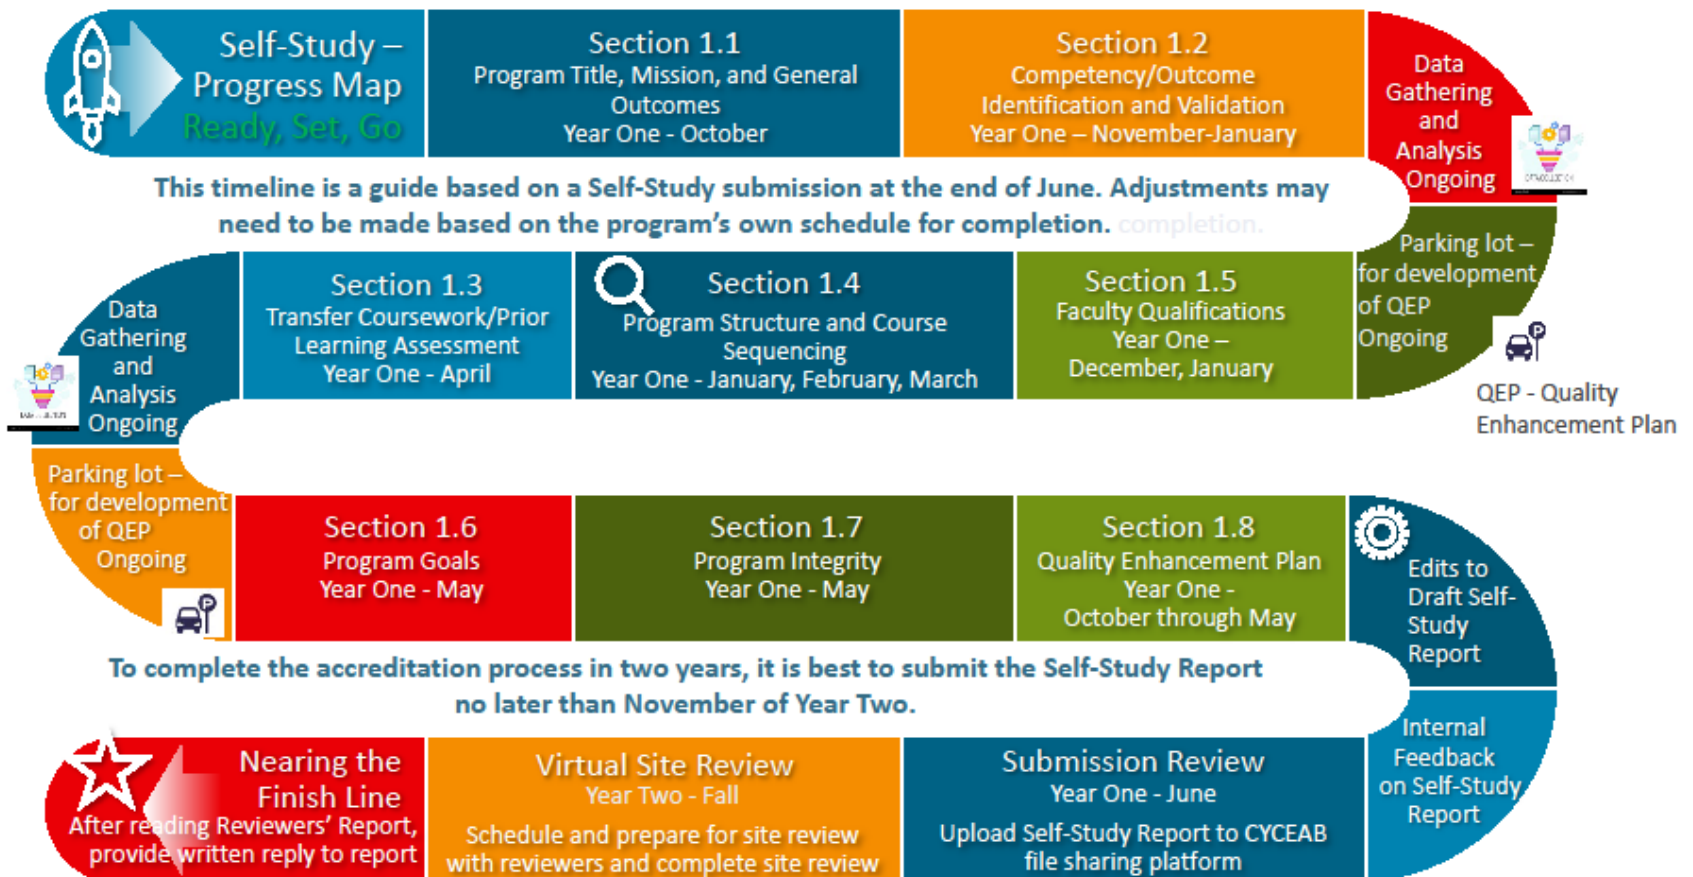 Self-Study –
Progress Map
Ready, Set, Go
Section 1.1
Program Title, Mission, and General
Outcomes
Year One - October
Section 1.2
Competency/Outcome
Identification and Validation
Year One – November-January
Data
Gathering
and
Analysis
Ongoing
This timeline is a guide based on a Self-Study submission at the end of June. Adjustments may
need to be made based on the program's own schedule for completion. completion.
Parking lot –
for development
of QEP
Ongoing
P
QEP - Quality
Enhancement Plan
Section 1.5
Faculty Qualifications
Year One –
December, January
Section 1.4
Program Structure and Course
Sequencing
Year One - January, February, March
Section 1.3
Transfer Coursework/Prior
Learning Assessment
Year One - April
Data
Gathering
and
Analysis
Ongoing
Parking lot –
for development
of QEP
Ongoing
P
Section 1.6
Program Goals
Year One - May
Section 1.7
Program Integrity
Year One - May
Section 1.8
Quality Enhancement Plan
Year One -
October through May
Edits to
Draft Self-
Study
Report
To complete the accreditation process in two years, it is best to submit the Self-Study Report
no later than November of Year Two.
Internal
Feedback
on Self-Study
Report
Submission Review
Year One - June
Upload Self-Study Report to CYCEAB
file sharing platform
Virtual Site Review
Year Two - Fall
Schedule and prepare for site review
with reviewers and complete site review
Nearing the
Finish Line
After reading Reviewers' Report,
provide written reply to report